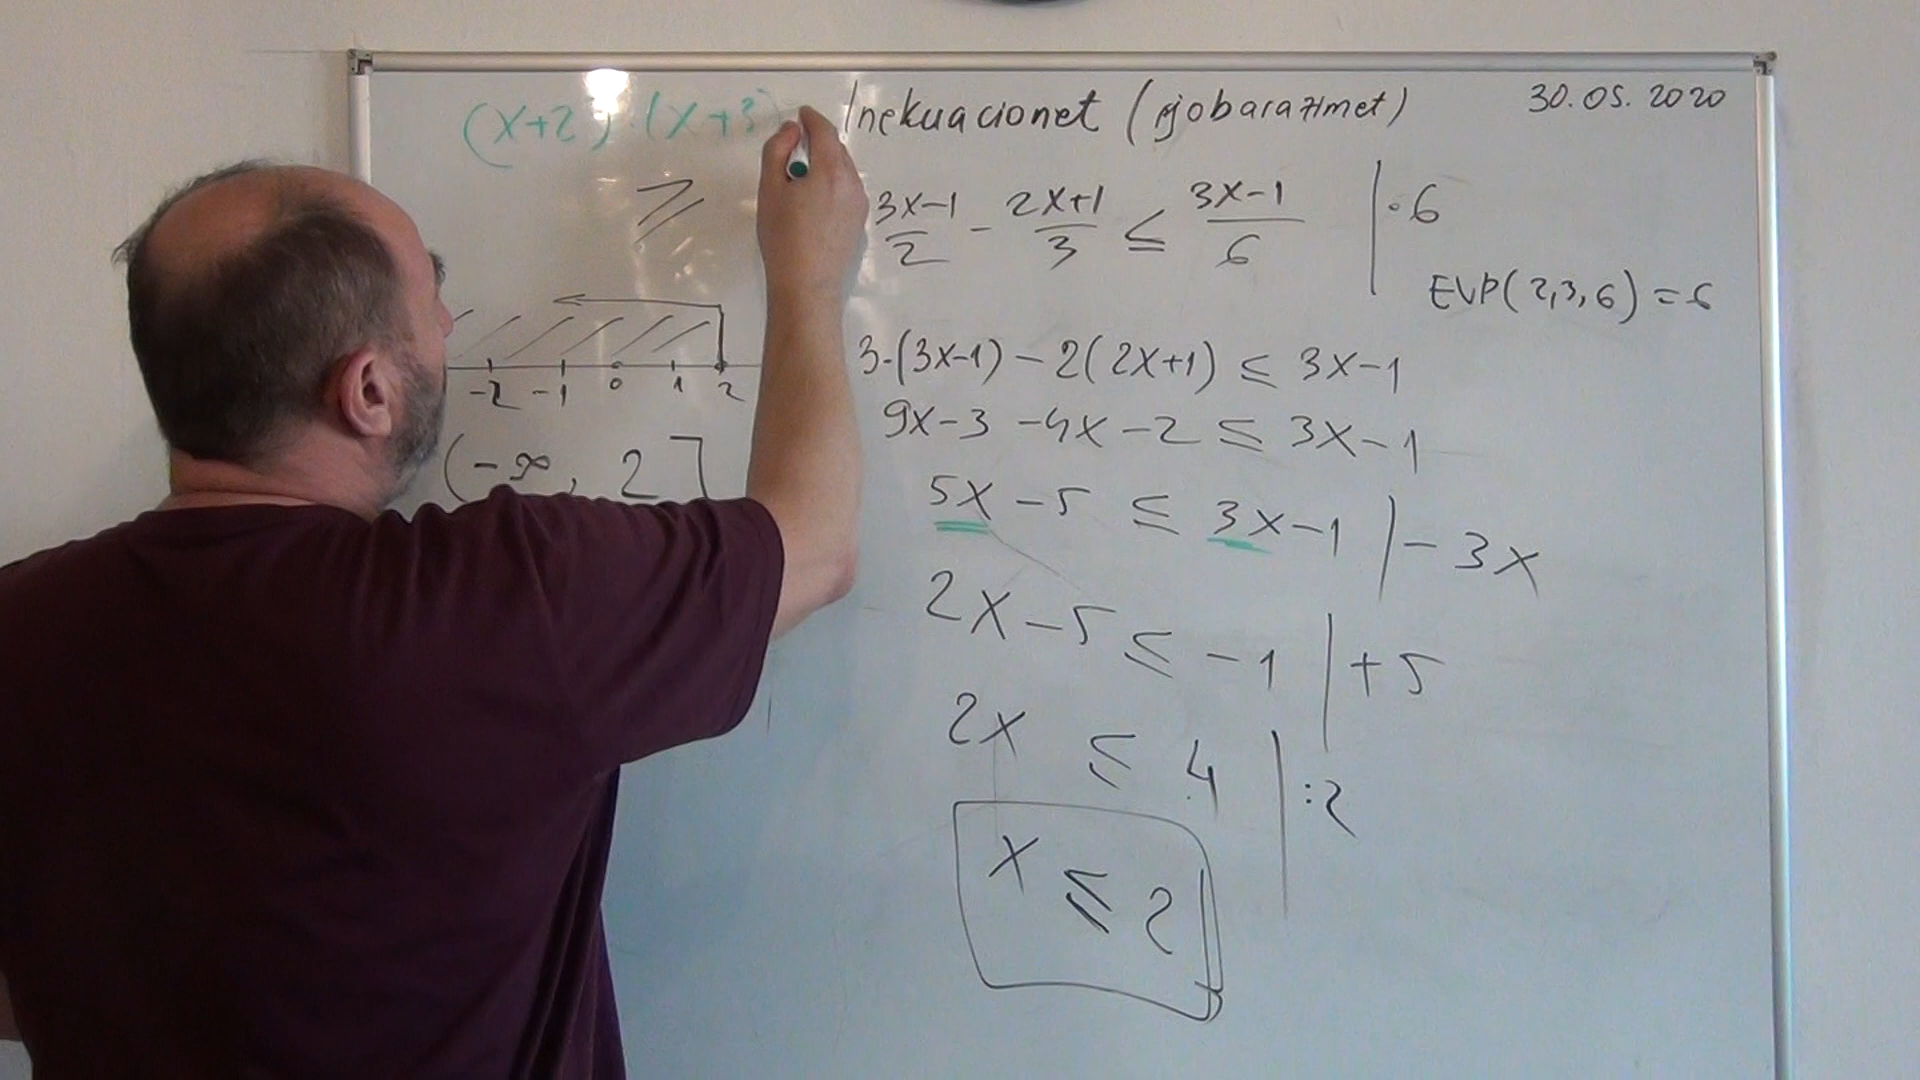 (x+2)·(x+3)
Inekuacionet (jobarazimet)
30.05.2020
3x-1/2 - 2x+1/3 ≤ 3x-1/6 | ·6
EVP(2,3,6) = 6
3·(3x-1) - 2(2x+1) ≤ 3x-1
9x-3 -4x-2 ≤ 3x-1
5x-5 ≤ 3x-1 | -3x
2x-5 ≤ -1 | +5
2x ≤ 4 | :2
x ≤ 2
-2 -1 0 1 2
(-∞, 2]